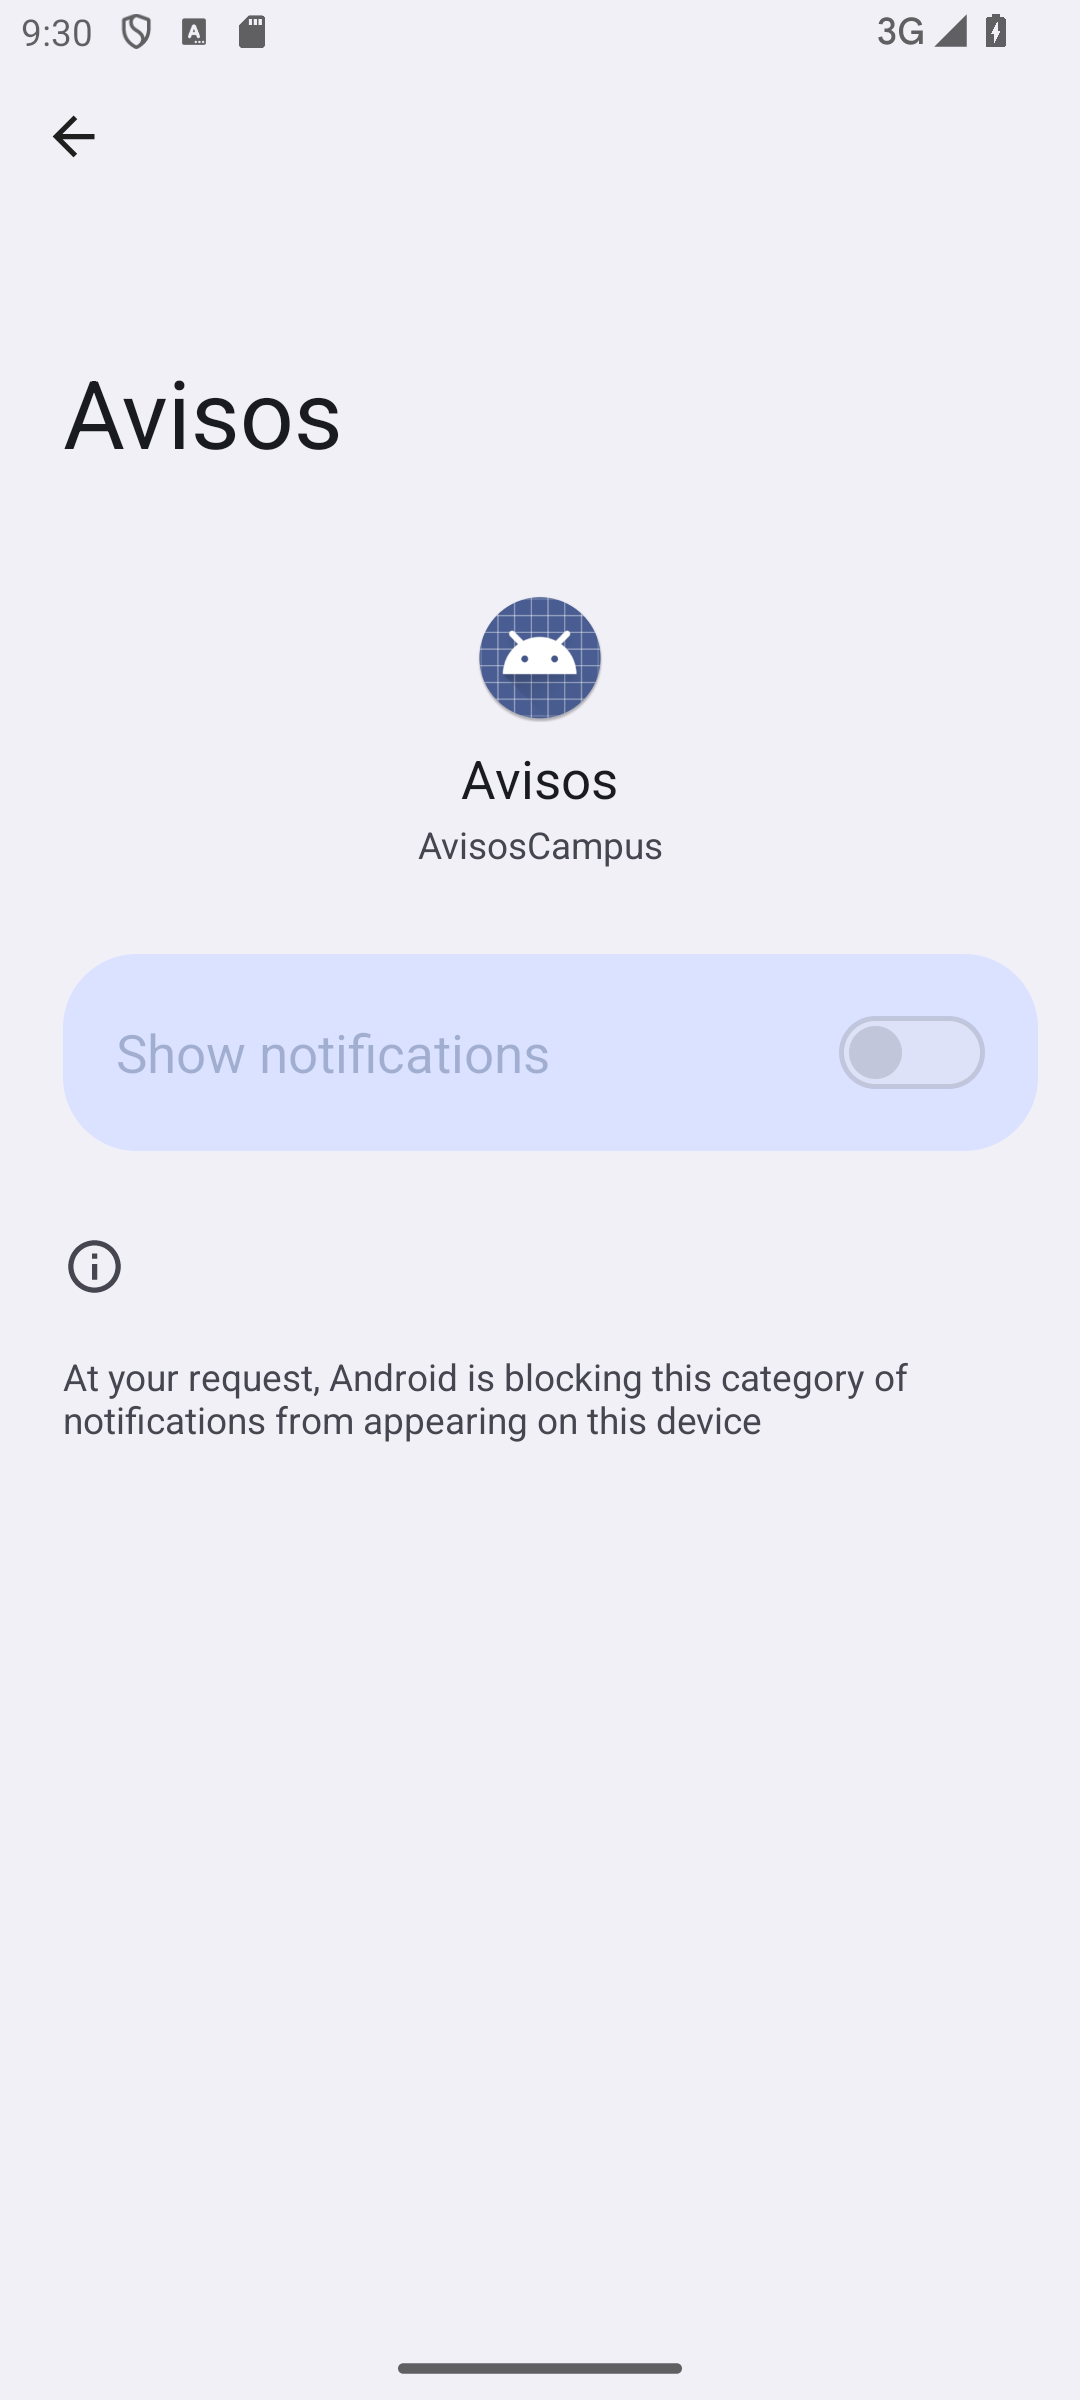 9:30
3G
Avisos
Avisos
AvisosCampus
Show notifications
At your request, Android is blocking this category of
notifications from appearing on this device